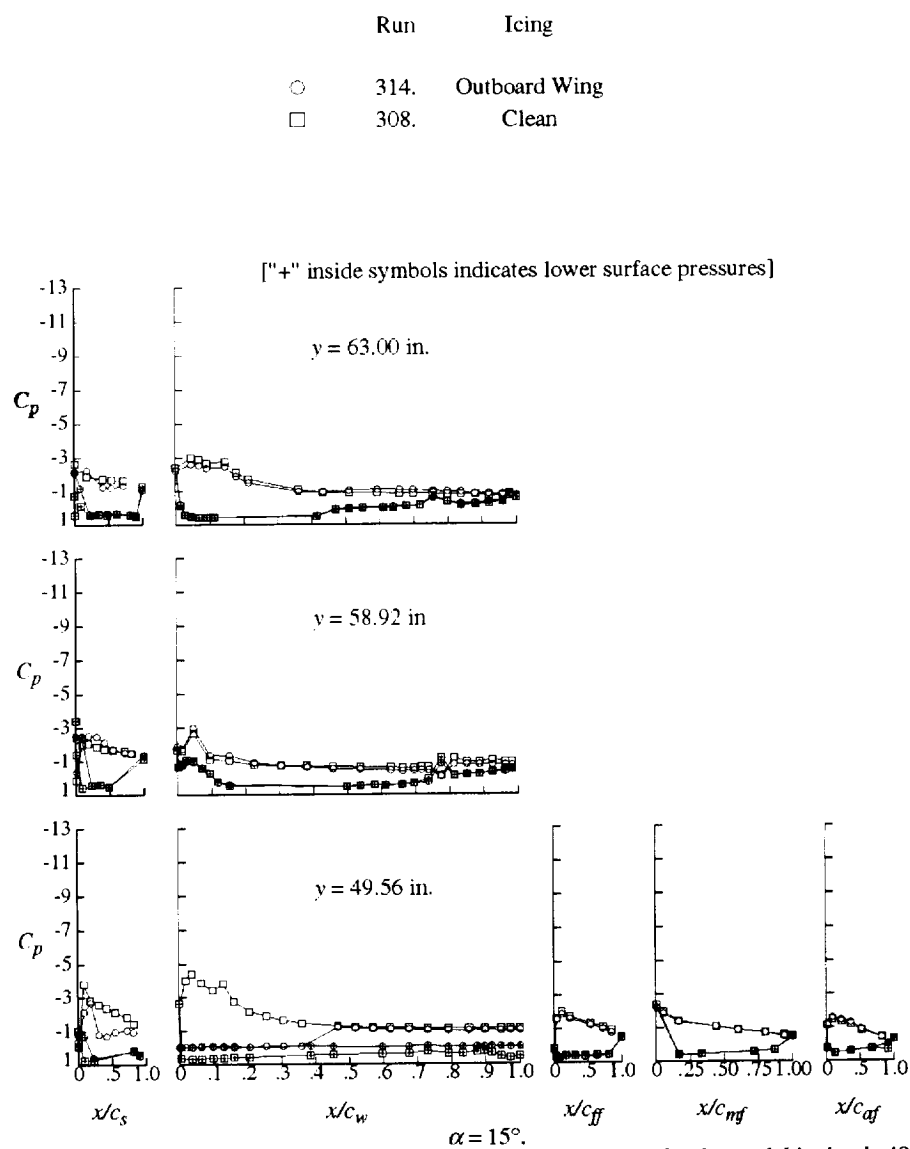 Run Icing
314. Outboard Wing
308. Clean
["+" inside symbols indicates lower surface pressures]
-13
-11
-9
-7
-5
-3
-1
1
C_p
y = 63.00 in.
-13
-11
-9
-7
-5
-3
-1
1
C_p
y = 58.92 in
-13
-11
-9
-7
-5
-3
-1
1
C_p
y = 49.56 in.
0 .5 1.0 0 .1 .2 .3 .4 .5 .6 .7 .8 .9 1.0 0 .5 1.0 0 .25 .50 .75 1.00 0 .5 1.0
x/c_s x/c_w x/c_ff x/c_mf x/c_af
α = 15°.